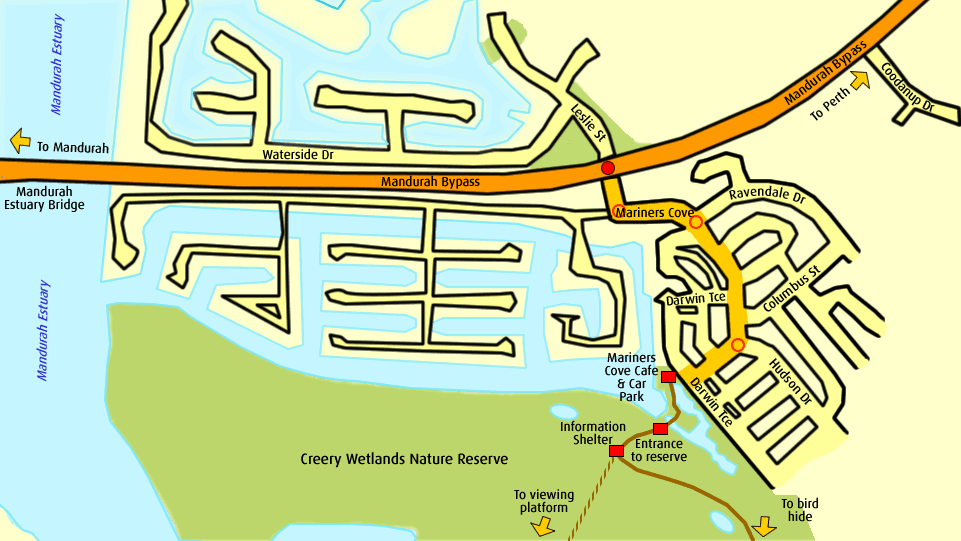 Mandurah Estuary
To Mandurah
Mandurah
Estuary Bridge
Mandurah Estuary
Waterside Dr
Mandurah Bypass
Leslie St
Mandurah Bypass
To Perth
Coodanup Dr
Mariners Cove
Ravendale Dr
Darwin Tce
Columbus St
Hudson Dr
Darwin Tce
Mariners
Cove Cafe
& Car
Park
Information
Shelter
Entrance
to reserve
Creery Wetlands Nature Reserve
To viewing
platform
To bird
hide